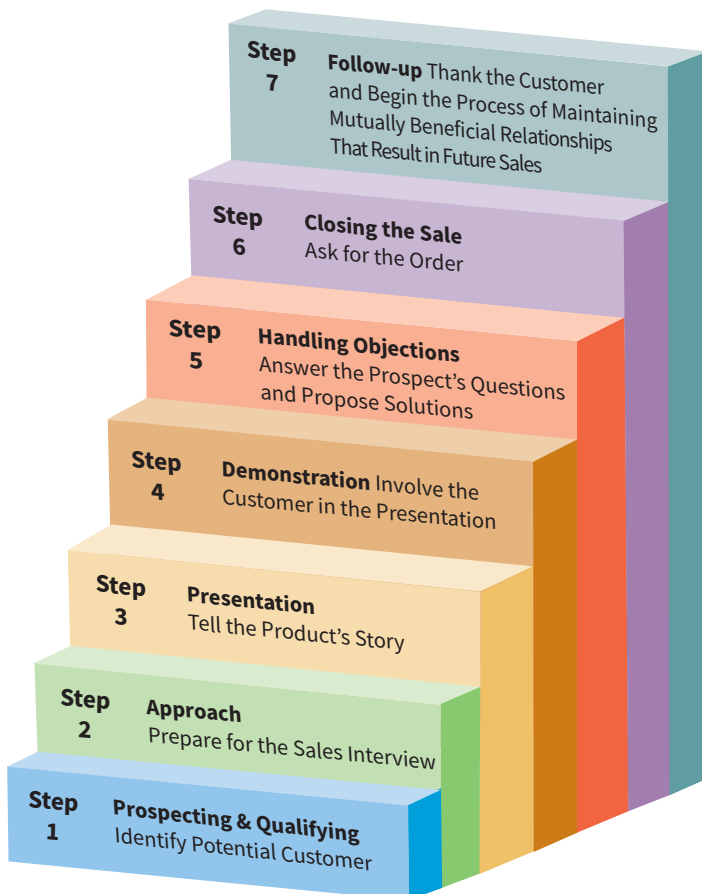 Step
7
Follow-up Thank the Customer
and Begin the Process of Maintaining
Mutually Beneficial Relationships
That Result in Future Sales
Step
6
Closing the Sale
Ask for the Order
Step
5
Handling Objections
Answer the Prospect’s Questions
and Propose Solutions
Step
4
Demonstration Involve the
Customer in the Presentation
Step
3
Presentation
Tell the Product’s Story
Step
2
Approach
Prepare for the Sales Interview
Step
1
Prospecting & Qualifying
Identify Potential Customer